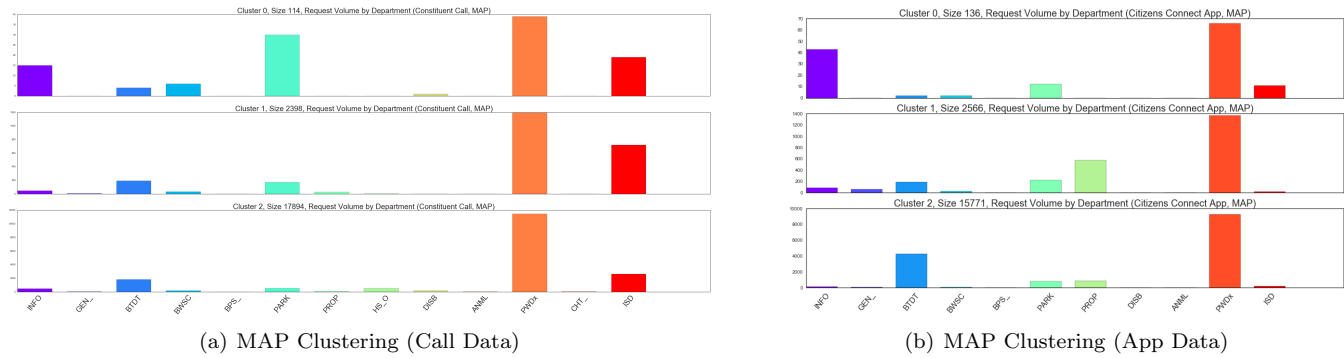 Cluster 0, Size 114, Request Volume by Department (Constituent Call, MAP)
Cluster 1, Size 2398, Request Volume by Department (Constituent Call, MAP)
Cluster 2, Size 17894, Request Volume by Department (Constituent Call, MAP)
INFO GEN_ BTDT BWSC BPS_ PARK PROP HS_O DISB ANML PWDx CHT_ ISD
(a) MAP Clustering (Call Data)
Cluster 0, Size 136, Request Volume by Department (Citizens Connect App, MAP)
70
60
50
40
30
20
10
0
Cluster 1, Size 2566, Request Volume by Department (Citizens Connect App, MAP)
1400
1200
1000
800
600
400
200
0
Cluster 2, Size 15771, Request Volume by Department (Citizens Connect App, MAP)
10000
8000
6000
4000
2000
0
INFO GEN_ BTDT BWSC BPS_ PARK PROP DISB ANML PWDx ISD
(b) MAP Clustering (App Data)